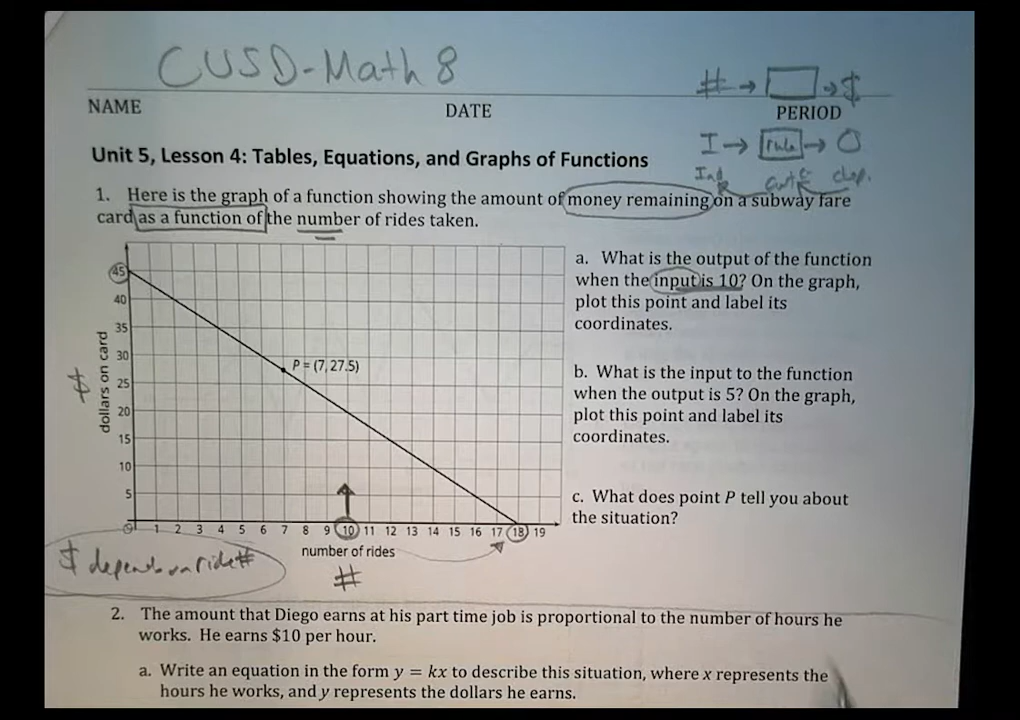 CUSD-Math 8
# → → $
NAME DATE PERIOD
I → rule → O
Unit 5, Lesson 4: Tables, Equations, and Graphs of Functions
Ind dep.
1. Here is the graph of a function showing the amount of money remaining on a subway fare
card as a function of the number of rides taken.
a. What is the output of the function
when the input is 10? On the graph,
plot this point and label its
coordinates.
b. What is the input to the function
when the output is 5? On the graph,
plot this point and label its
coordinates.
c. What does point P tell you about
the situation?
45
40
35
30
25
20
15
10
5
0
$
dollars on card
P = (7, 27.5)
1 2 3 4 5 6 7 8 9 10 11 12 13 14 15 16 17 18 19
number of rides
#
$ depends on ride #
2. The amount that Diego earns at his part time job is proportional to the number of hours he
works. He earns $10 per hour.
a. Write an equation in the form y = kx to describe this situation, where x represents the
hours he works, and y represents the dollars he earns.